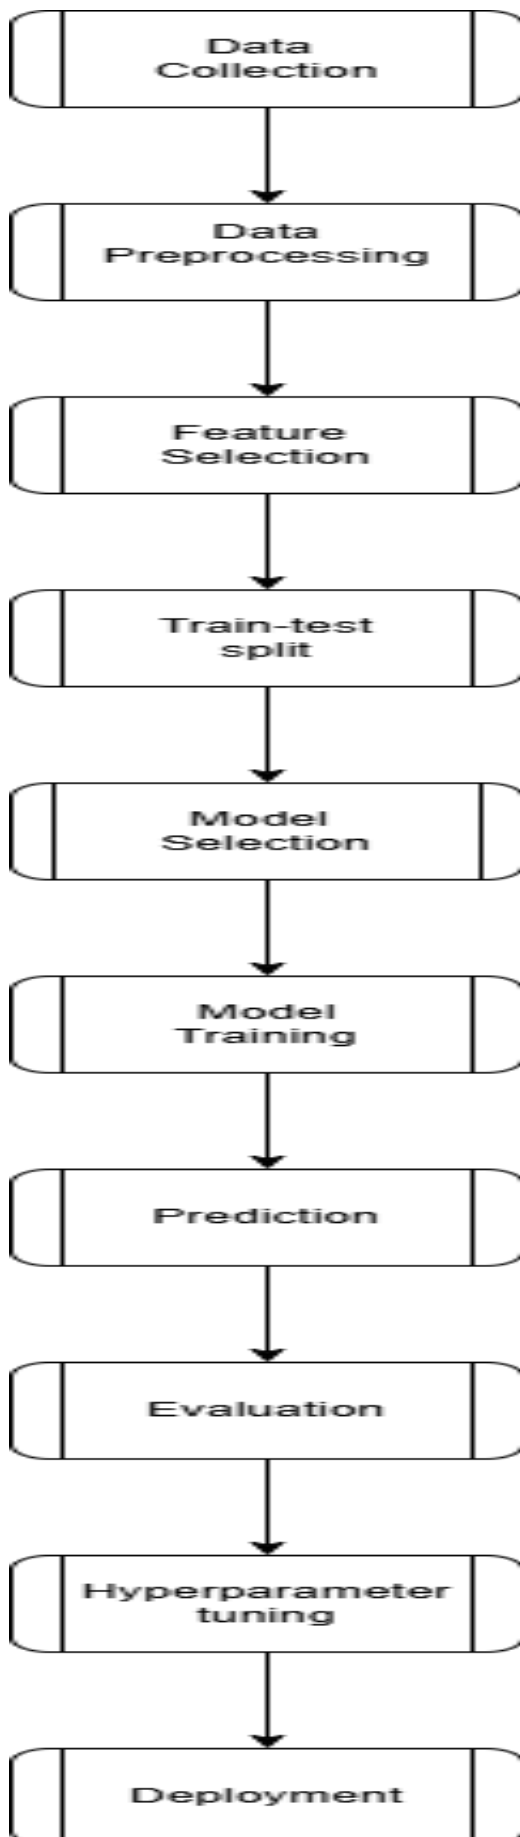 Data
Collection
Data
Preprocessing
Feature
Selection
Train-test
split
Model
Selection
Model
Training
Prediction
Evaluation
Hyperparameter
tuning
Deployment